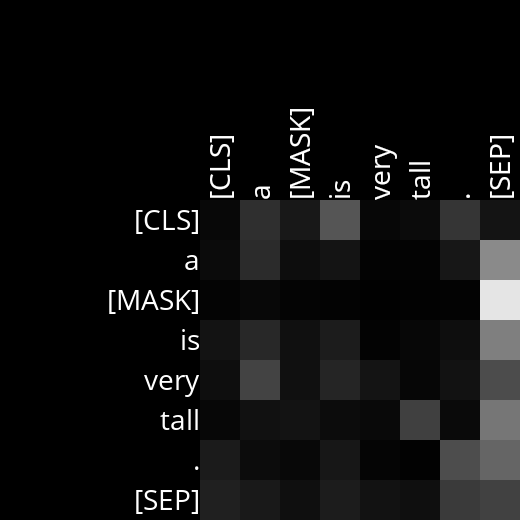 [CLS] a [MASK] is very tall . [SEP]
[CLS]
a
[MASK]
is
very
tall
.
[SEP]